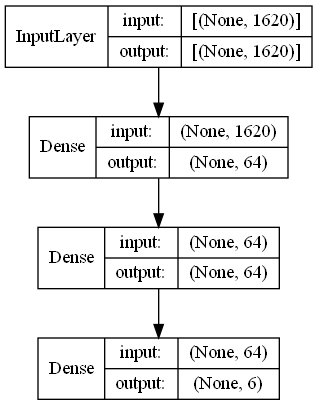 InputLayer
input: [(None, 1620)]
output: [(None, 1620)]
Dense
input: (None, 1620)
output: (None, 64)
Dense
input: (None, 64)
output: (None, 64)
Dense
input: (None, 64)
output: (None, 6)